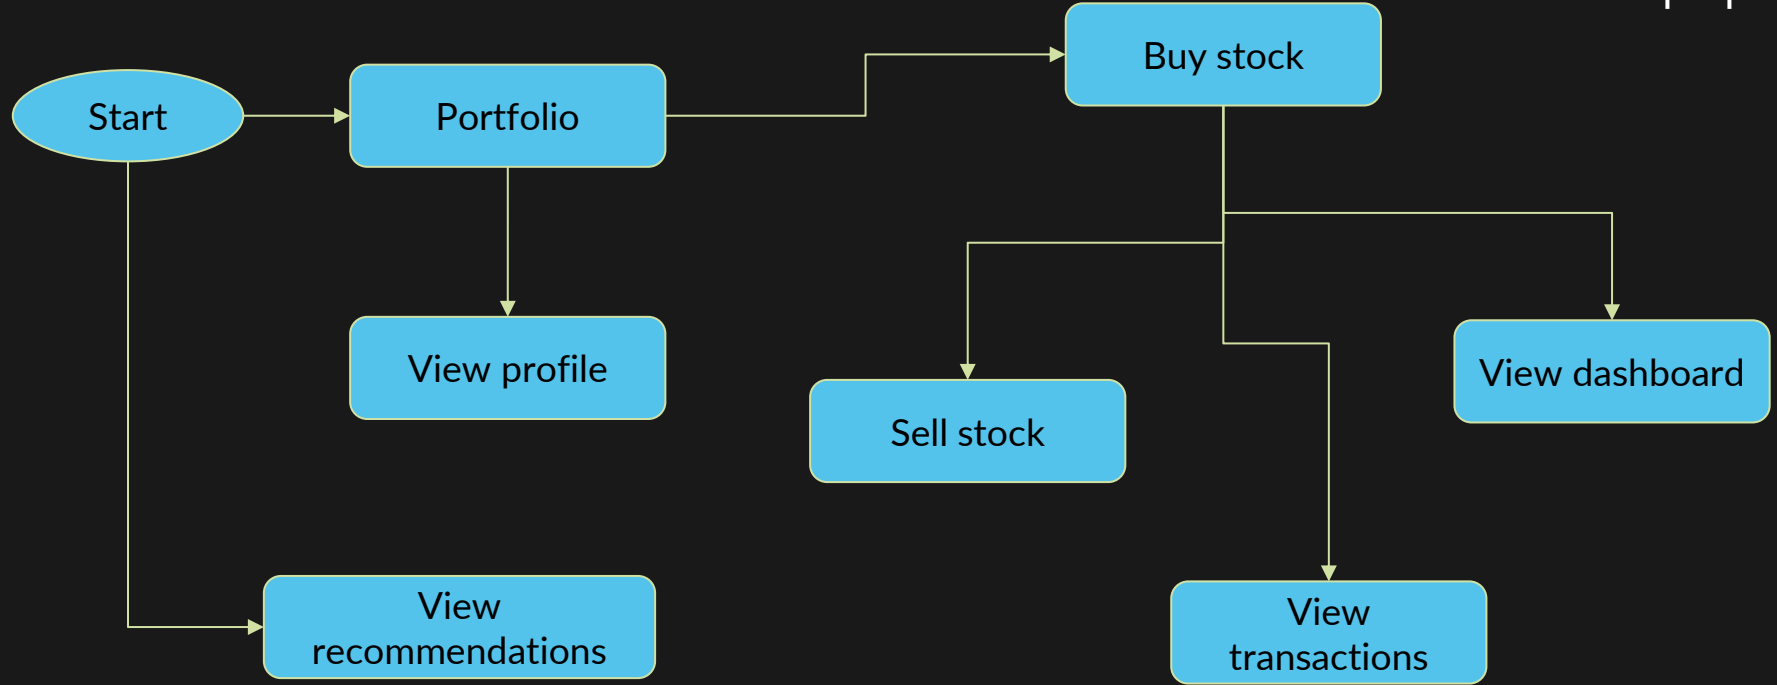 Buy stock
Start
Portfolio
View profile
View dashboard
Sell stock
View
recommendations
View
transactions